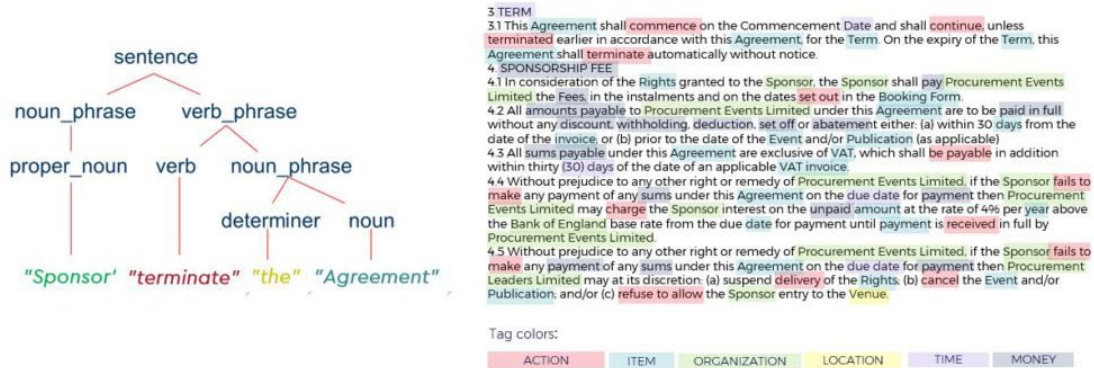 sentence
noun_phrase verb_phrase
proper_noun verb noun_phrase
determiner noun
"Sponsor' "terminate" , "the" , "Agreement"
3 TERM
3.1 This Agreement shall commence on the Commencement Date and shall continue, unless
terminated earlier in accordance with this Agreement, for the Term. On the expiry of the Term, this
Agreement shall terminate automatically without notice.
4. SPONSORSHIP FEE
4.1 In consideration of the Rights granted to the Sponsor, the Sponsor shall pay Procurement Events
Limited the Fees, in the instalments and on the dates set out in the Booking Form.
4.2 All amounts payable to Procurement Events Limited under this Agreement are to be paid in full
without any discount, withholding, deduction, set off or abatement either: (a) within 30 days from the
date of the invoice; or (b) prior to the date of the Event and/or Publication (as applicable)
4.3 All sums payable under this Agreement are exclusive of VAT, which shall be payable in addition
within thirty (30) days of the date of an applicable VAT invoice.
4.4 Without prejudice to any other right or remedy of Procurement Events Limited, if the Sponsor fails to
make any payment of any sums under this Agreement on the due date for payment then Procurement
Events Limited may charge the Sponsor interest on the unpaid amount at the rate of 4% per year above
the Bank of England base rate from the due date for payment until payment is received in full by
Procurement Events Limited.
4.5 Without prejudice to any other right or remedy of Procurement Events Limited, if the Sponsor fails to
make any payment of any sums under this Agreement on the due date for payment then Procurement
Leaders Limited may at its discretion: (a) suspend delivery of the Rights; (b) cancel the Event and/or
Publication; and/or (c) refuse to allow the Sponsor entry to the Venue.
Tag colors:
ACTION ITEM ORGANIZATION LOCATION TIME MONEY